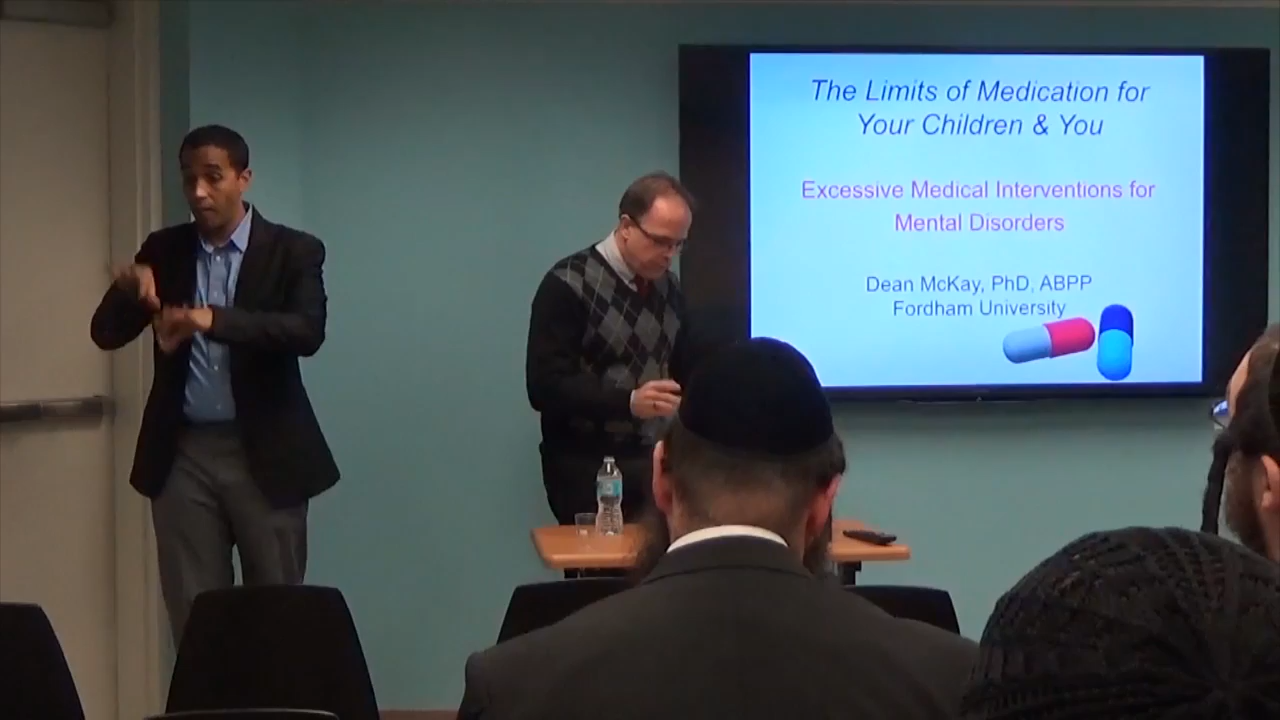 The Limits of Medication for
Your Children & You
Excessive Medical Interventions for
Mental Disorders
Dean McKay, PhD, ABPP
Fordham University